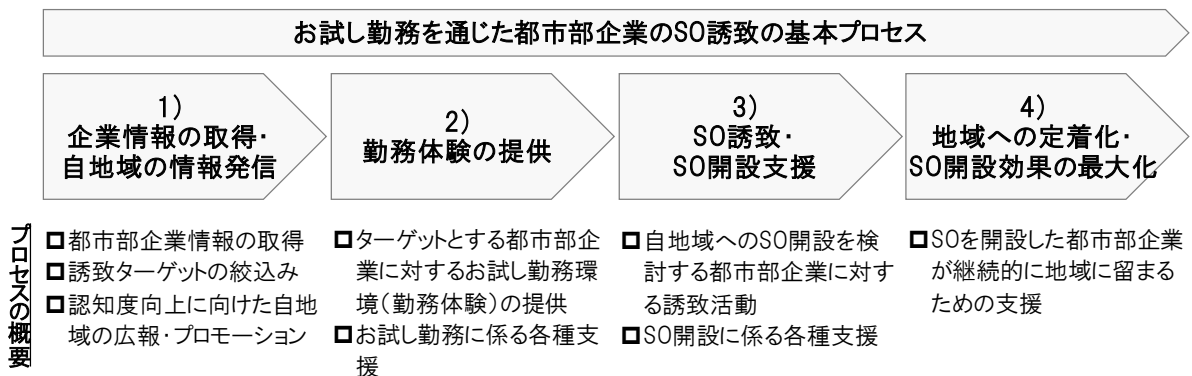 お試し勤務を通じた都市部企業のSO誘致の基本プロセス
1)
企業情報の取得・
自地域の情報発信
2)
勤務体験の提供
3)
SO誘致・
SO開設支援
4)
地域への定着化・
SO開設効果の最大化
プロセスの概要
都市部企業情報の取得
誘致ターゲットの絞込み
認知度向上に向けた自地
域の広報・プロモーション
ターゲットとする都市部企
業に対するお試し勤務環
境(勤務体験)の提供
お試し勤務に係る各種支
援
自地域へのSO開設を検
討する都市部企業に対す
る誘致活動
SO開設に係る各種支援
SOを開設した都市部企業
が継続的に地域に留まる
ための支援